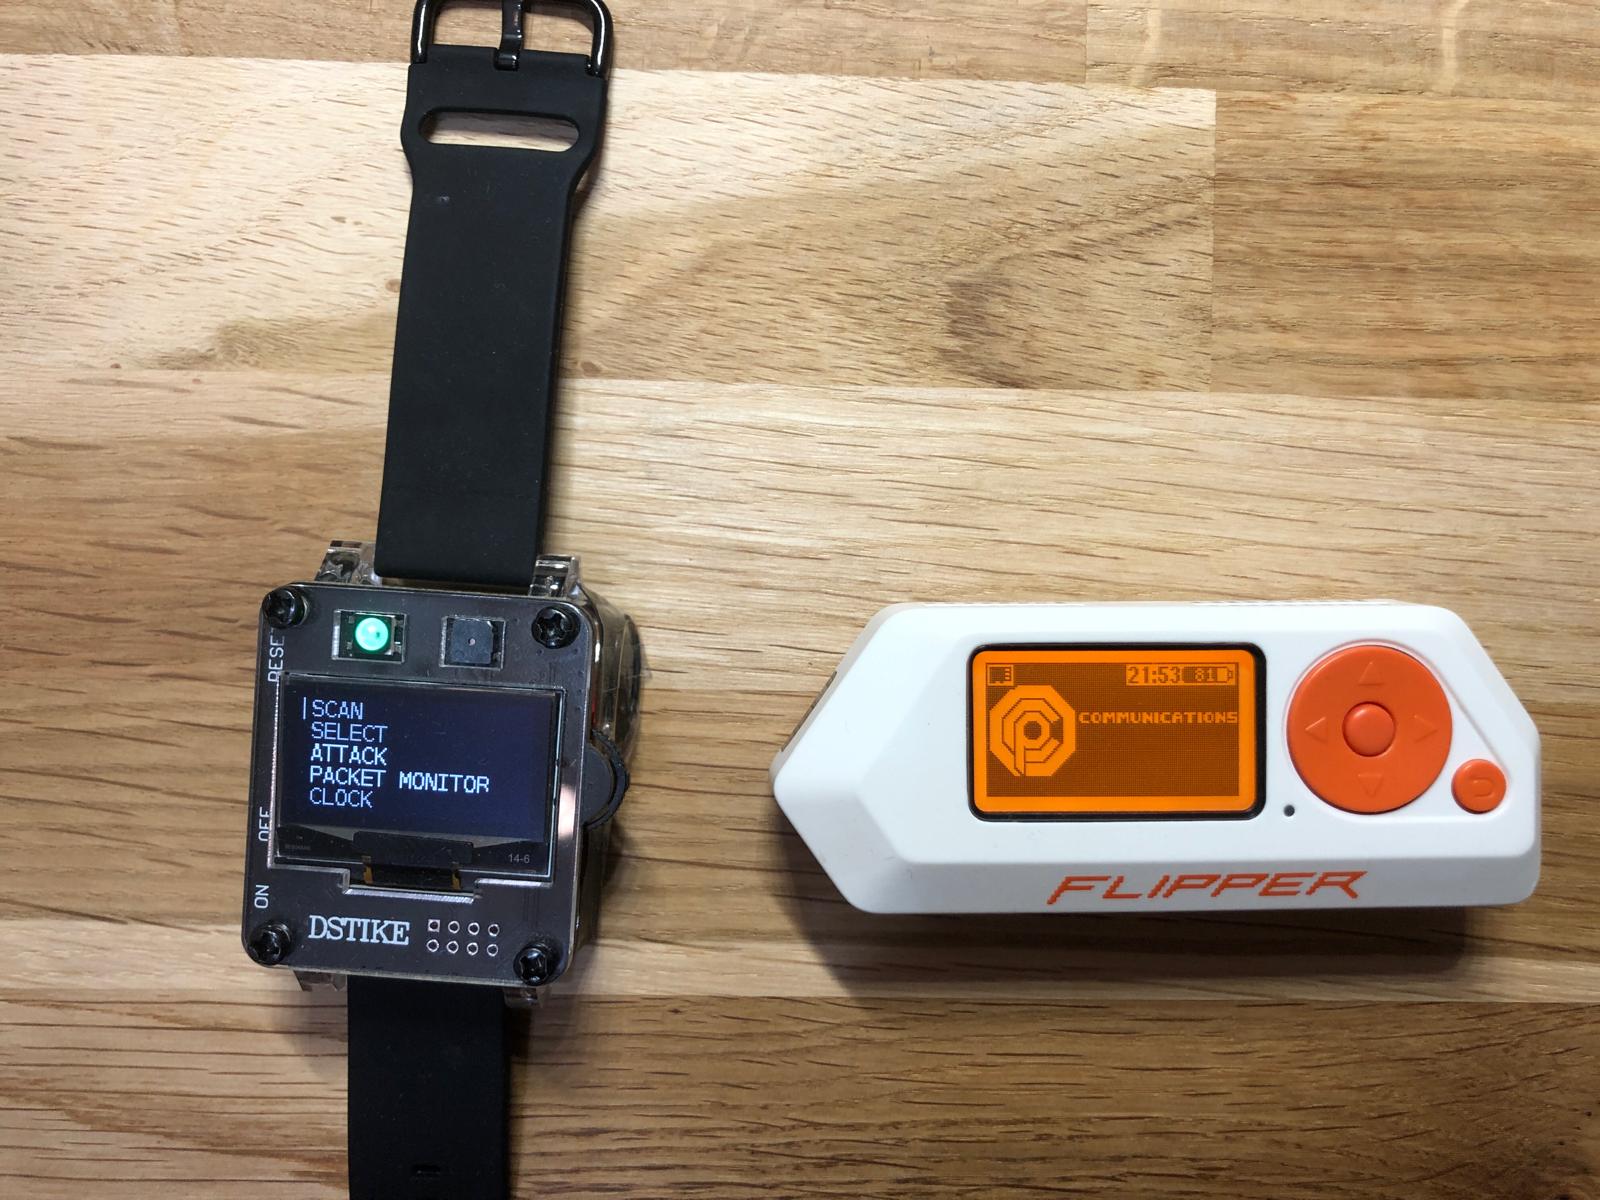 RESET
OFF
ON
SCAN
SELECT
ATTACK
PACKET MONITOR
CLOCK
14-6
DSTIKE
21:53 81
COMMUNICATIONS
FLIPPER